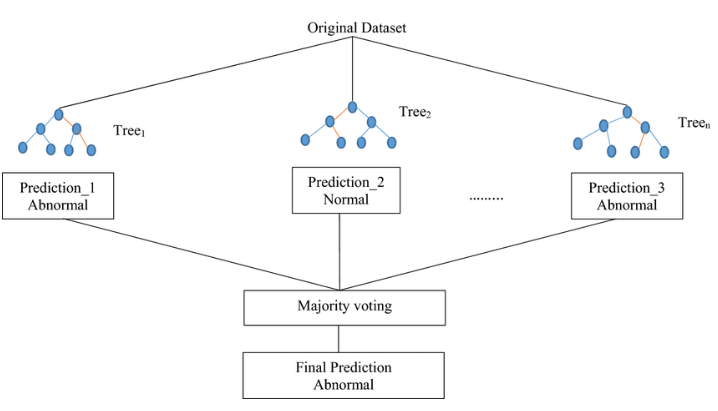 Original Dataset
Tree₁
Tree₂
Treeₙ
Prediction_1
Abnormal
Prediction_2
Normal
.........
Prediction_3
Abnormal
Majority voting
Final Prediction
Abnormal